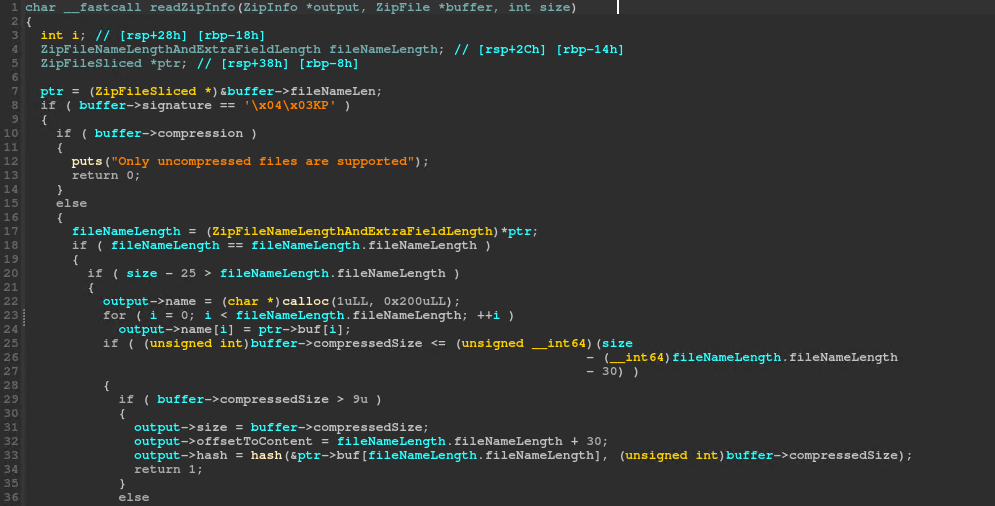 1 char __fastcall readZipInfo(ZipInfo *output, ZipFile *buffer, int size)
2 {
3   int i; // [rsp+28h] [rbp-18h]
4   ZipFileNameLengthAndExtraFieldLength fileNameLength; // [rsp+2Ch] [rbp-14h]
5   ZipFileSliced *ptr; // [rsp+38h] [rbp-8h]
6
7   ptr = (ZipFileSliced *)&buffer->fileNameLen;
8   if ( buffer->signature == '\x04\x03KP' )
9   {
10     if ( buffer->compression )
11     {
12       puts("Only uncompressed files are supported");
13       return 0;
14     }
15     else
16     {
17       fileNameLength = (ZipFileNameLengthAndExtraFieldLength)*ptr;
18       if ( fileNameLength == fileNameLength.fileNameLength )
19       {
20         if ( size - 25 > fileNameLength.fileNameLength )
21         {
22           output->name = (char *)calloc(1uLL, 0x200uLL);
23           for ( i = 0; i < fileNameLength.fileNameLength; ++i )
24             output->name[i] = ptr->buf[i];
25           if ( (unsigned int)buffer->compressedSize <= (unsigned __int64)(size
26                                                                         - (__int64)fileNameLength.fileNameLength
27                                                                         - 30) )
28           {
29             if ( buffer->compressedSize > 9u )
30             {
31               output->size = buffer->compressedSize;
32               output->offsetToContent = fileNameLength.fileNameLength + 30;
33               output->hash = hash(&ptr->buf[fileNameLength.fileNameLength], (unsigned int)buffer->compressedSize);
34               return 1;
35             }
36             else